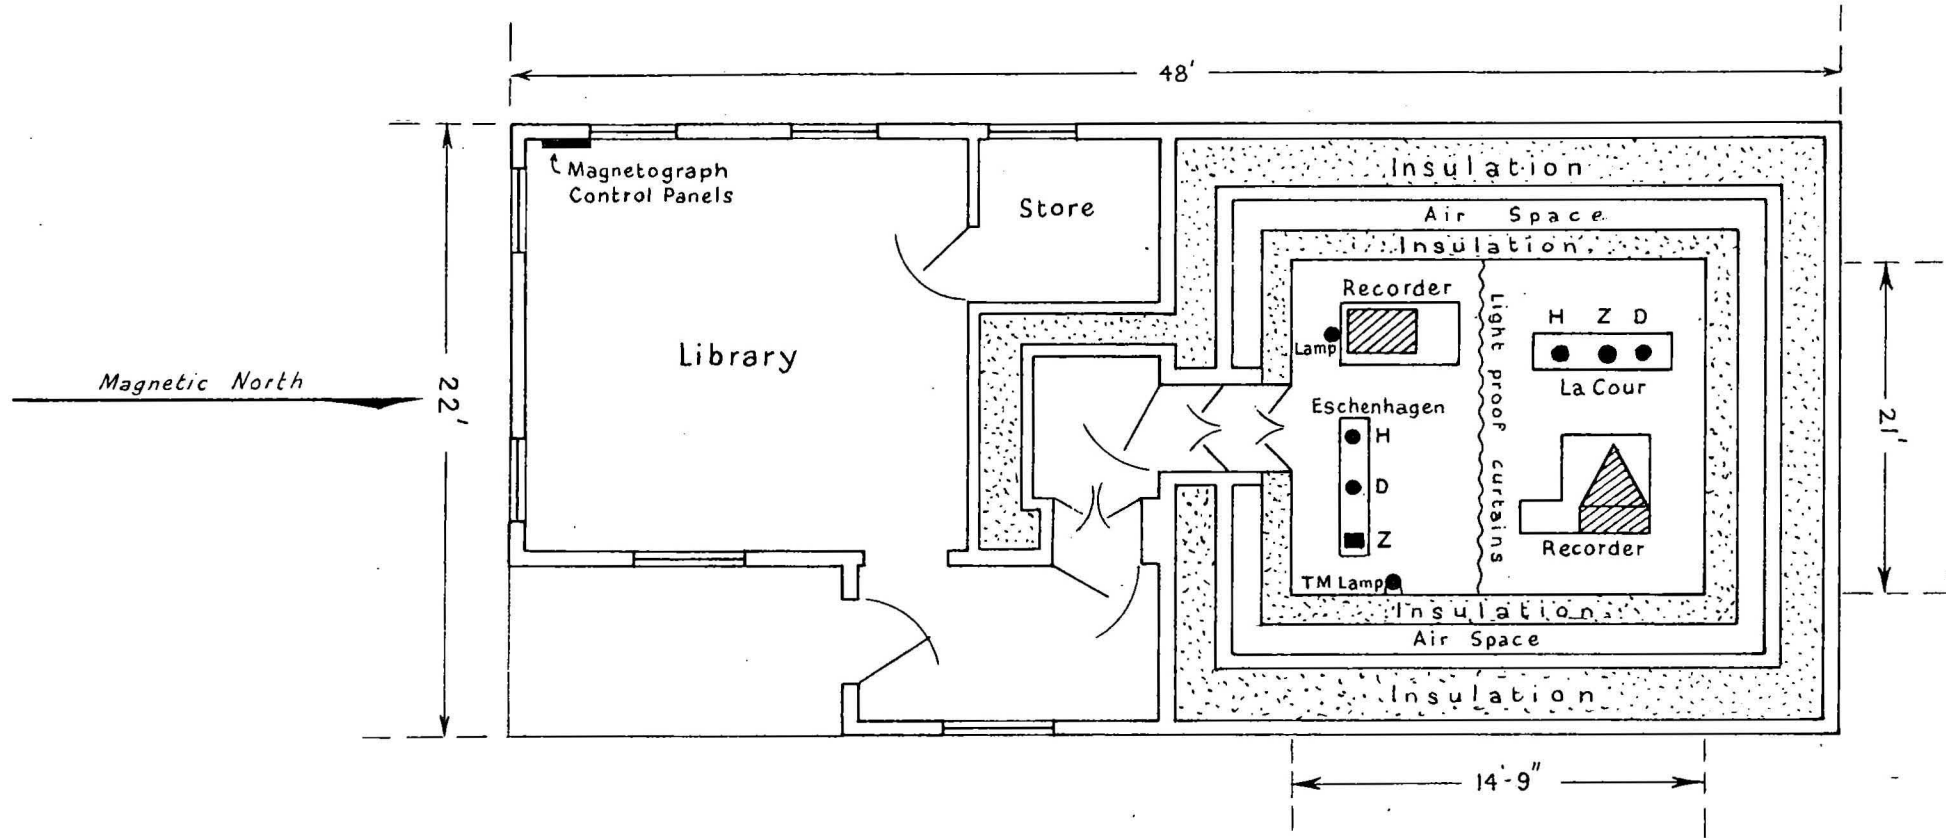 48'
Magnetograph
Control Panels
Store
Library
Magnetic North
22'
Insulation
Air Space
Insulation
Recorder
Lamp
Light proof curtains
H Z D
La Cour
Eschenhagen
H
D
Z
TM Lamp
Recorder
Insulation
Air Space
Insulation
21'
14'-9"